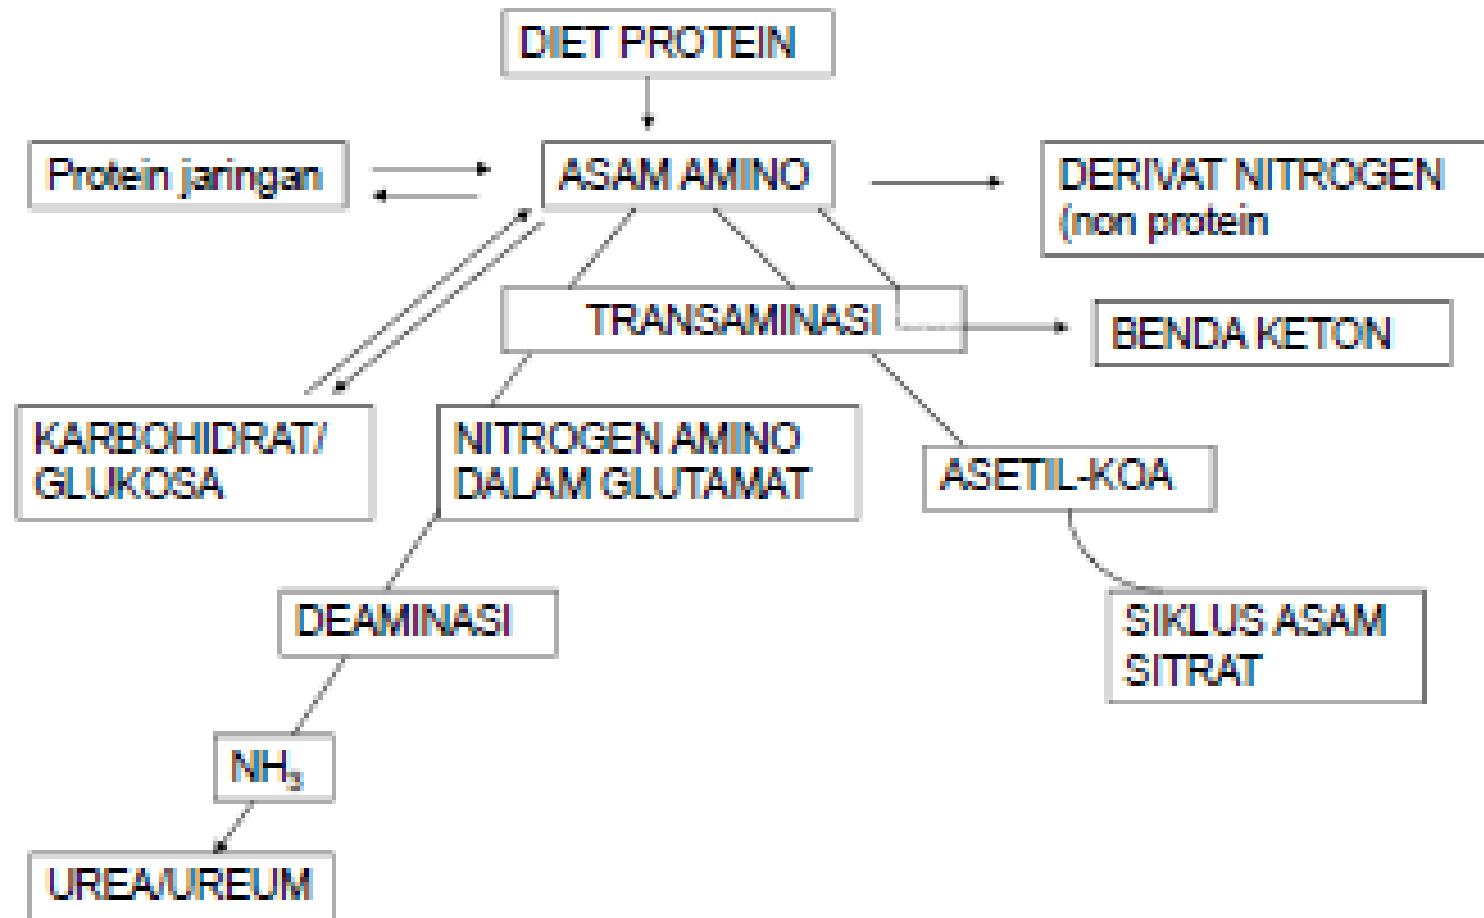 DIET PROTEIN
Protein jaringan
ASAM AMINO
DERIVAT NITROGEN
(non protein
TRANSAMINASI
BENDA KETON
KARBOHIDRAT/
GLUKOSA
NITROGEN AMINO
DALAM GLUTAMAT
ASETIL-KOA
DEAMINASI
SIKLUS ASAM
SITRAT
NH₃
UREA/UREUM